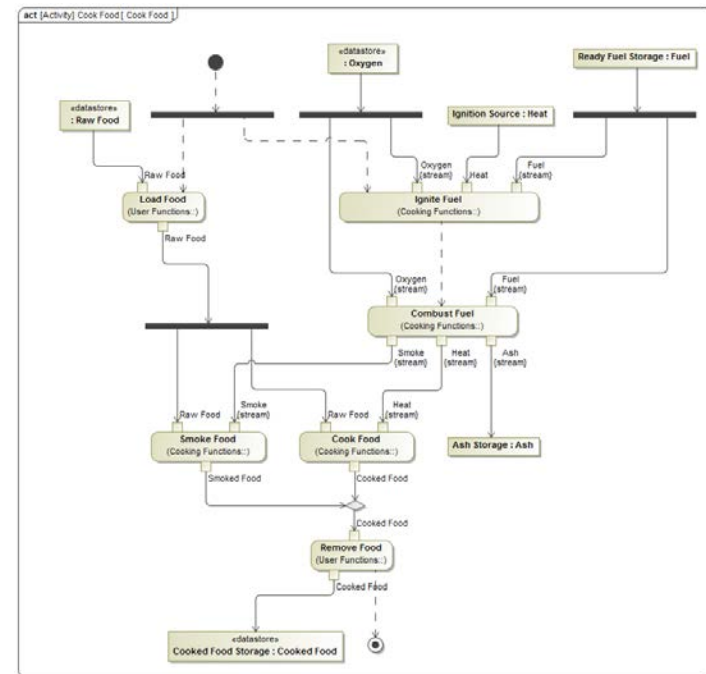 act [Activity] Cook Food [ Cook Food ]
«datastore»
: Oxygen
Ready Fuel Storage : Fuel
«datastore»
: Raw Food
Ignition Source : Heat
Raw Food
Oxygen
{stream}
Heat
Fuel
{stream}
Load Food
(User Functions::)
Ignite Fuel
(Cooking Functions::)
Raw Food
Oxygen
{stream}
Fuel
{stream}
Combust Fuel
(Cooking Functions::)
Smoke
{stream}
Heat
{stream}
Ash
{stream}
Raw Food
Smoke
{stream}
Raw Food
Heat
{stream}
Smoke Food
(Cooking Functions::)
Cook Food
(Cooking Functions::)
Ash Storage : Ash
Smoked Food
Cooked Food
Cooked Food
Remove Food
(User Functions::)
Cooked Food
«datastore»
Cooked Food Storage : Cooked Food